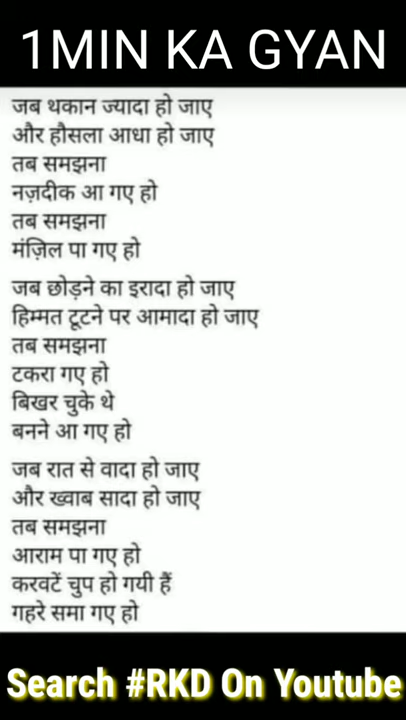 1MIN KA GYAN
जब थकान ज्यादा हो जाए
और हौसला आधा हो जाए
तब समझना
नज़दीक आ गए हो
तब समझना
मंज़िल पा गए हो
जब छोड़ने का इरादा हो जाए
हिम्मत टूटने पर आमादा हो जाए
तब समझना
टकरा गए हो
बिखर चुके थे
बनने आ गए हो
जब रात से वादा हो जाए
और ख्वाब सादा हो जाए
तब समझना
आराम पा गए हो
करवटें चुप हो गयी हैं
गहरे समा गए हो
Search #RKD On Youtube